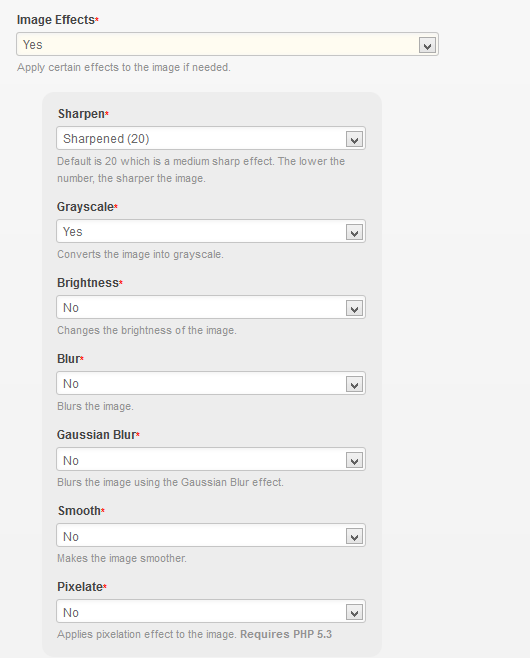 Image Effects*
Yes
Apply certain effects to the image if needed.
Sharpen*
Sharpened (20)
Default is 20 which is a medium sharp effect. The lower the
number, the sharper the image.
Grayscale*
Yes
Converts the image into grayscale.
Brightness*
No
Changes the brightness of the image.
Blur*
No
Blurs the image.
Gaussian Blur*
No
Blurs the image using the Gaussian Blur effect.
Smooth*
No
Makes the image smoother.
Pixelate*
No
Applies pixelation effect to the image. Requires PHP 5.3